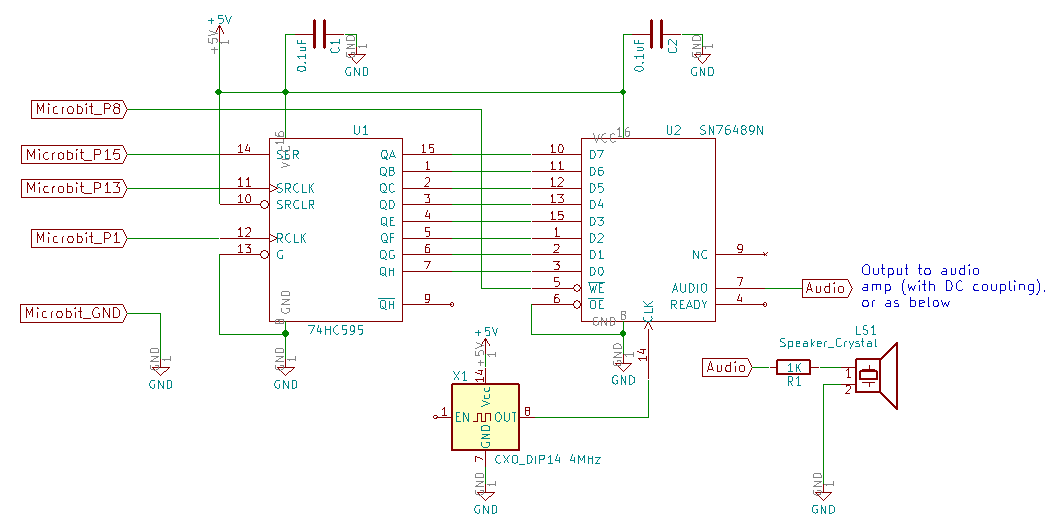 +5V
+5V
1
0.1uF
C1
GND
1
GND
0.1uF
C2
GND
1
GND
Microbit_P8
Microbit_P15
Microbit_P13
Microbit_P1
Microbit_GND
GND
1
GND
U1
16
VCC
14
SER
11
SRCLK
10
SRCLR
12
RCLK
13
G
QA
15
QB
1
QC
2
QD
3
QE
4
QF
5
QG
6
QH
7
QH
9
GND
8
74HC595
GND
1
GND
U2
SN76489N
VCC
16
10
D7
11
D6
12
D5
13
D4
15
D3
1
D2
2
D1
3
D0
5
WE
6
OE
NC
9
AUDIO
7
READY
4
GND
8
CLK
14
GND
1
GND
Audio
Output to audio
amp (with DC coupling),
or as below
+5V
+5V
1
X1
14
Vcc
1
EN
OUT
8
GND
7
CXO_DIP14 4MHz
GND
1
GND
LS1
Speaker_Crystal
Audio
1K
R1
1
2
GND
1
GND